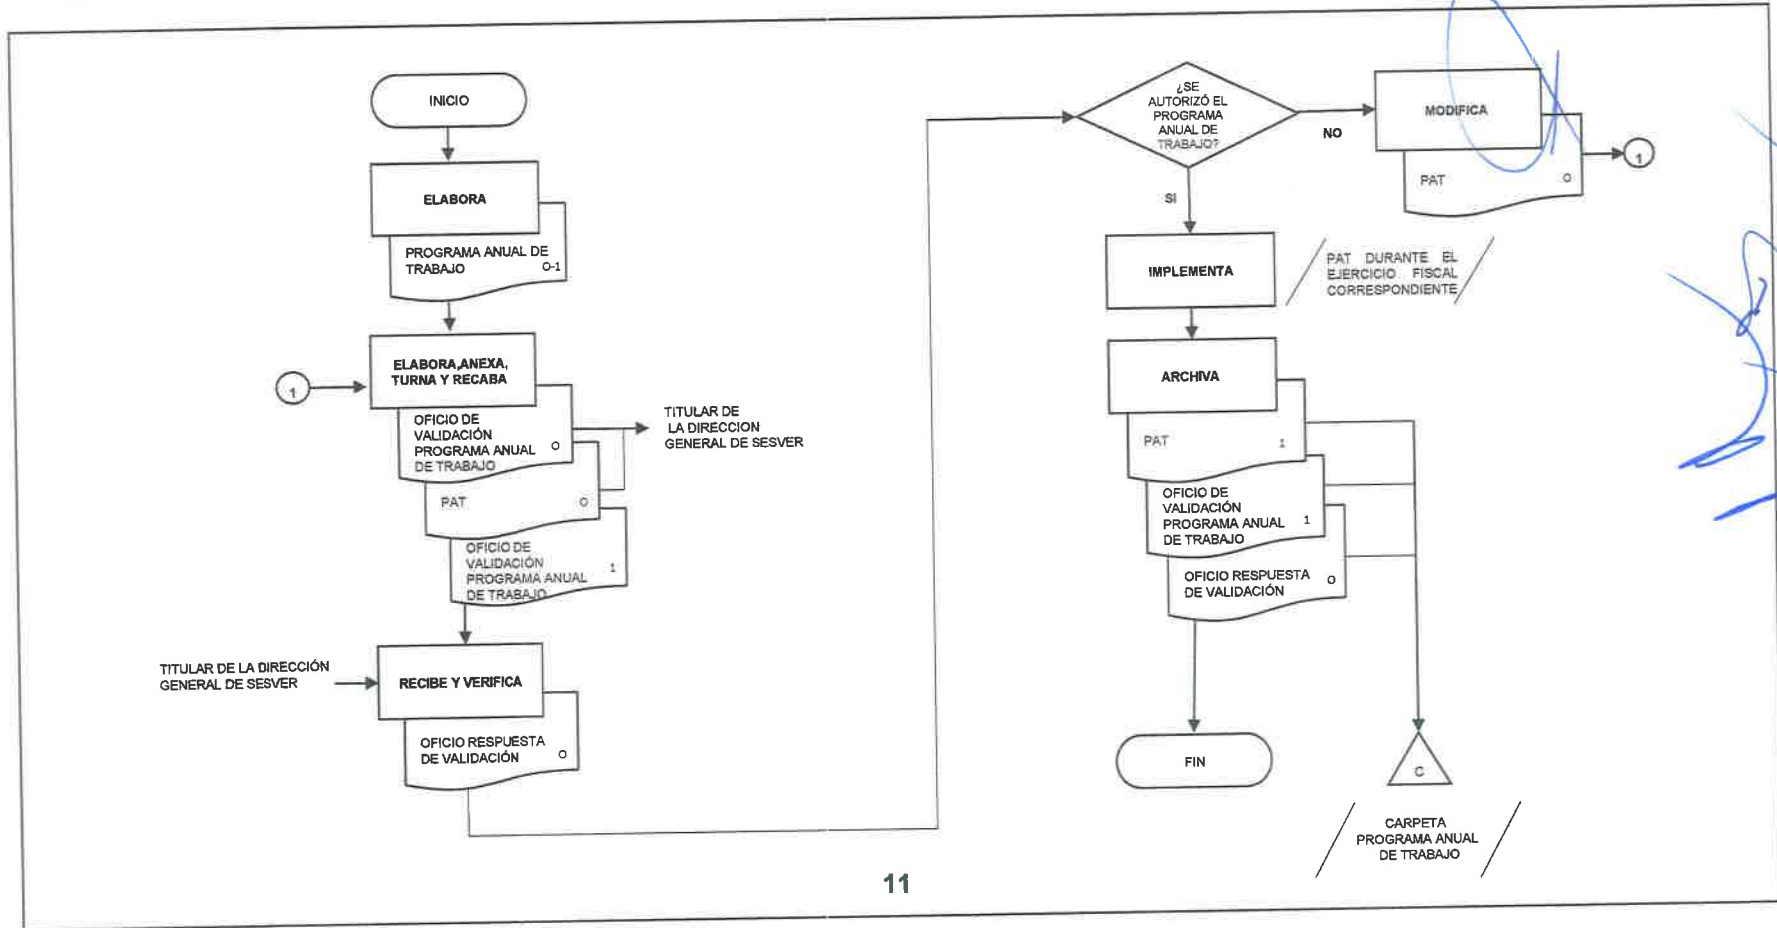 INICIO
ELABORA
PROGRAMA ANUAL DE
TRABAJO O-1
1
ELABORA,ANEXA,
TURNA Y RECABA
OFICIO DE
VALIDACIÓN
PROGRAMA ANUAL O
DE TRABAJO
TITULAR DE
LA DIRECCION
GENERAL DE SESVER
PAT O
OFICIO DE
VALIDACIÓN
PROGRAMA ANUAL 1
DE TRABAJO
TITULAR DE LA DIRECCIÓN
GENERAL DE SESVER
RECIBE Y VERIFICA
OFICIO RESPUESTA
DE VALIDACIÓN O
¿SE
AUTORIZÓ EL
PROGRAMA
ANUAL DE
TRABAJO?
NO
MODIFICA
PAT O
1
SI
IMPLEMENTA
PAT DURANTE EL
EJERCICIO FISCAL
CORRESPONDIENTE
ARCHIVA
PAT 1
OFICIO DE
VALIDACIÓN
PROGRAMA ANUAL 1
DE TRABAJO
OFICIO RESPUESTA O
DE VALIDACIÓN
FIN
C
CARPETA
PROGRAMA ANUAL
DE TRABAJO
11